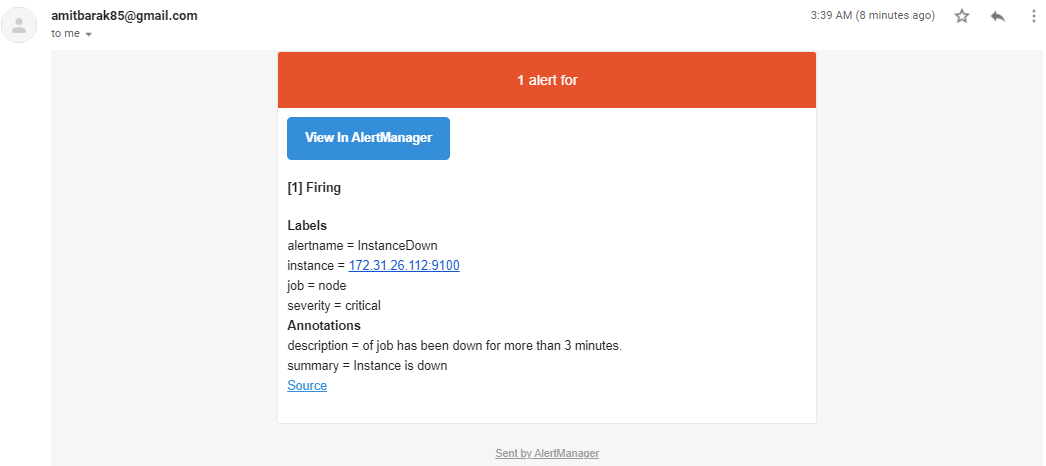 amitbarak85@gmail.com
3:39 AM (8 minutes ago)
to me
1 alert for
View In AlertManager
[1] Firing
Labels
alertname = InstanceDown
instance = 172.31.26.112:9100
job = node
severity = critical
Annotations
description = of job has been down for more than 3 minutes.
summary = Instance is down
Source
Sent by AlertManager